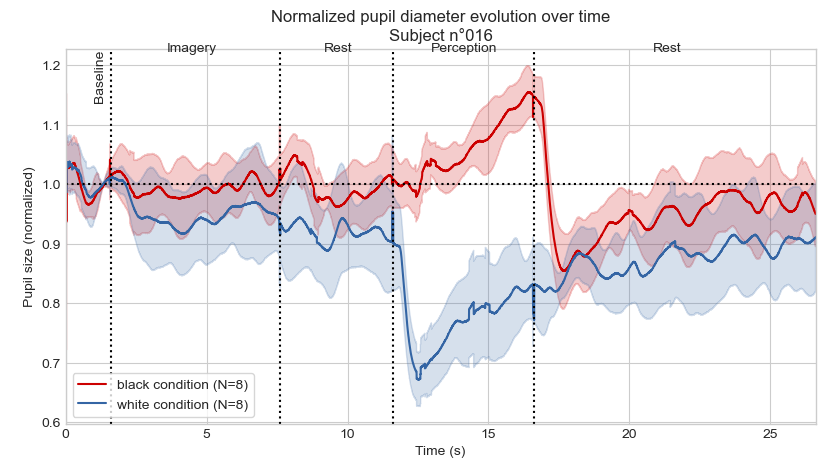 Normalized pupil diameter evolution over time
Subject n°016
Baseline
Imagery
Rest
Perception
Rest
1.2
1.1
1.0
0.9
0.8
0.7
0.6
Pupil size (normalized)
black condition (N=8)
white condition (N=8)
0
5
10
15
20
25
Time (s)